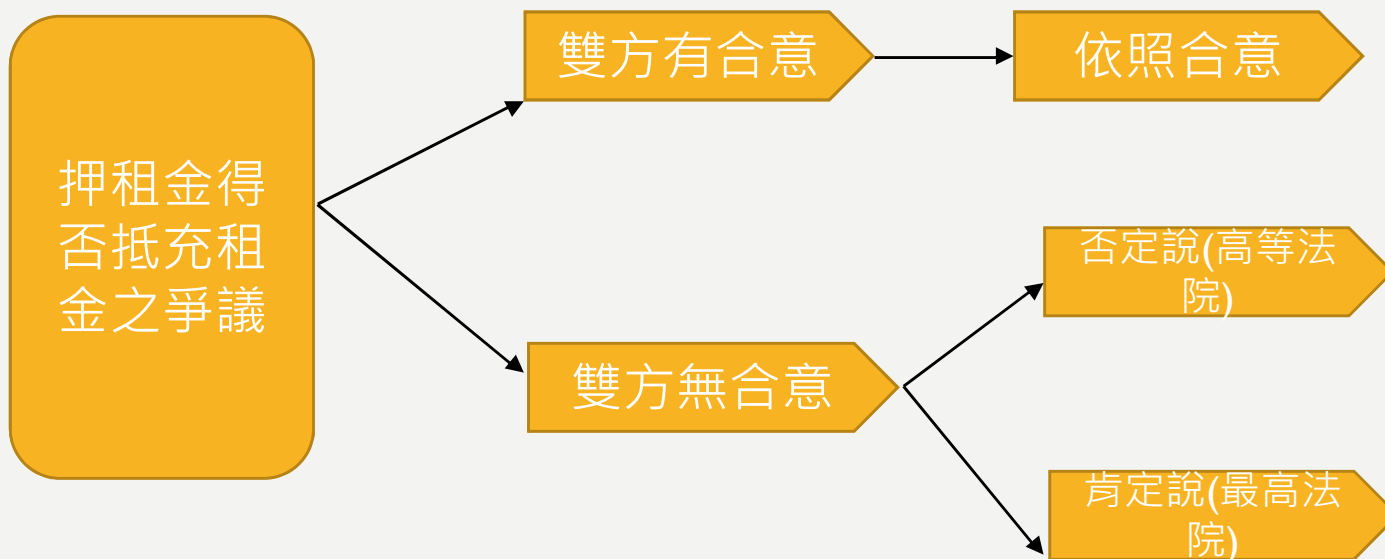 押租金得
否抵充租
金之爭議
雙方有合意
依照合意
雙方無合意
否定說(高等法
院)
肯定說(最高法
院)